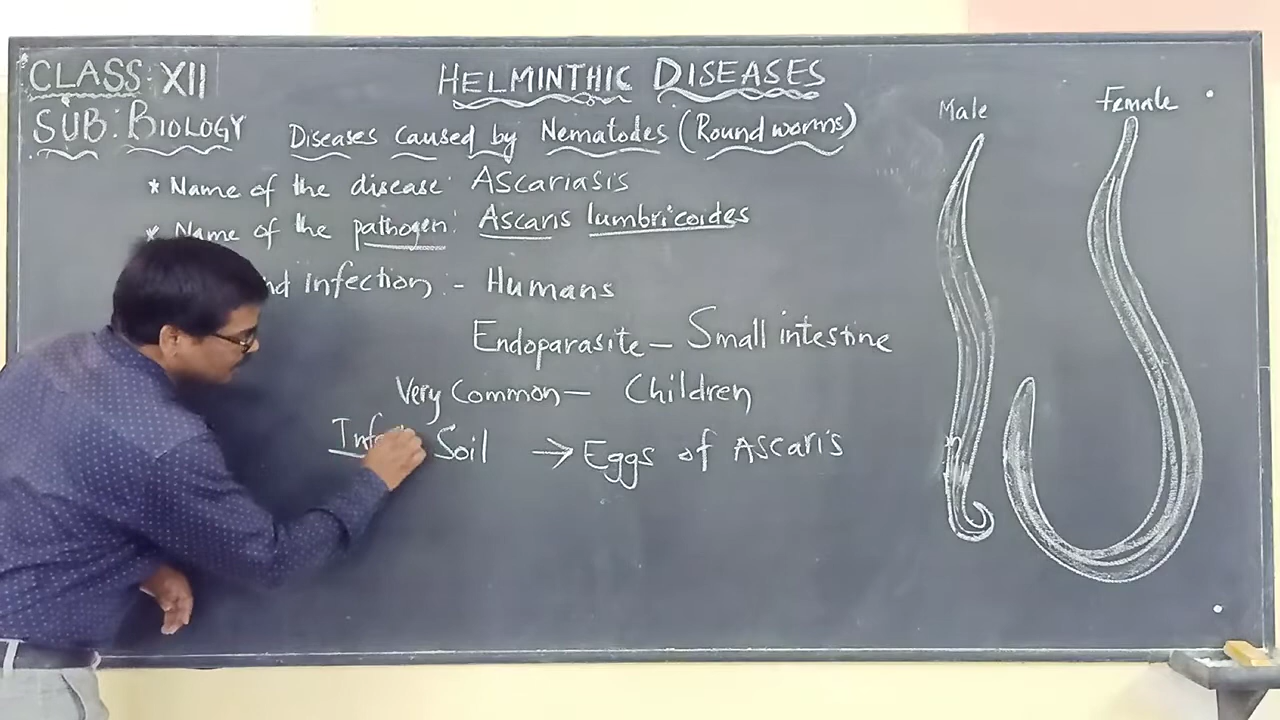 CLASS: XII
HELMINTHIC DISEASES
SUB: BIOLOGY
Diseases caused by Nematodes (Round worms)
* Name of the disease: Ascariasis
* Name of the pathogen: Ascaris lumbricoides
infection:- Humans
Endoparasite - Small intestine
Very Common - Children
Soil → Eggs of Ascaris
Male
Female